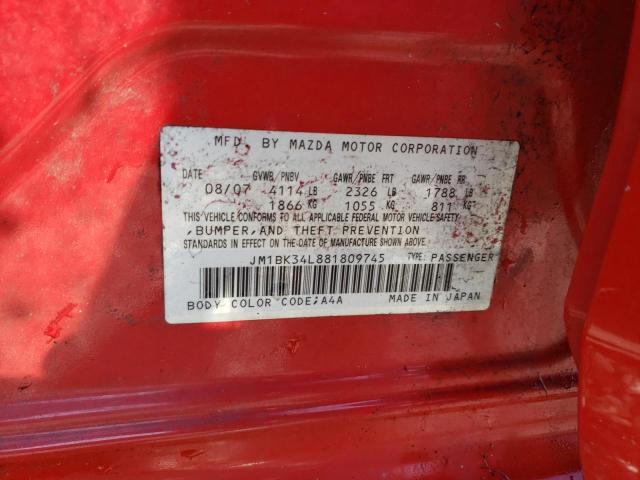 MFD. BY MAZDA MOTOR CORPORATION
DATE GVWR/PNBV GAWR/PNBE FRT GAWR/PNBE RR
08/07 4114 LB 2326 LB 1788 LB
1866 KG 1055 KG 811 KG
THIS VEHICLE CONFORMS TO ALL APPLICABLE FEDERAL MOTOR VEHICLE SAFETY
,BUMPER,AND THEFT PREVENTION
STANDARDS IN EFFECT ON THE DATE OF MANUFACTURE SHOWN ABOVE.
JM1BK34L881809745 TYPE: PASSENGER
BODY COLOR CODE;A4A MADE IN JAPAN